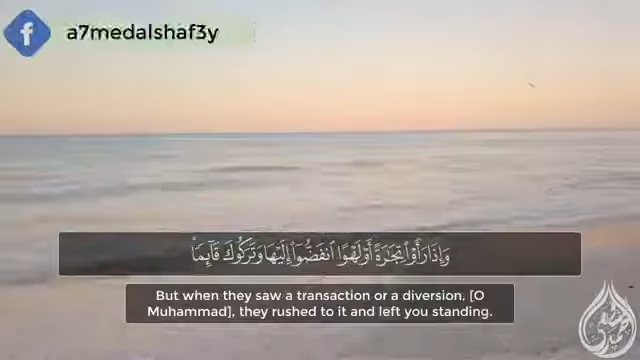 a7medalshaf3y
وَإِذَا رَأَوْا۟ تِجَٰرَةً أَوْ لَهْوًا ٱنفَضُّوٓا۟ إِلَيْهَا وَتَرَكُوكَ قَآئِمًا
But when they saw a transaction or a diversion, [O
Muhammad], they rushed to it and left you standing.